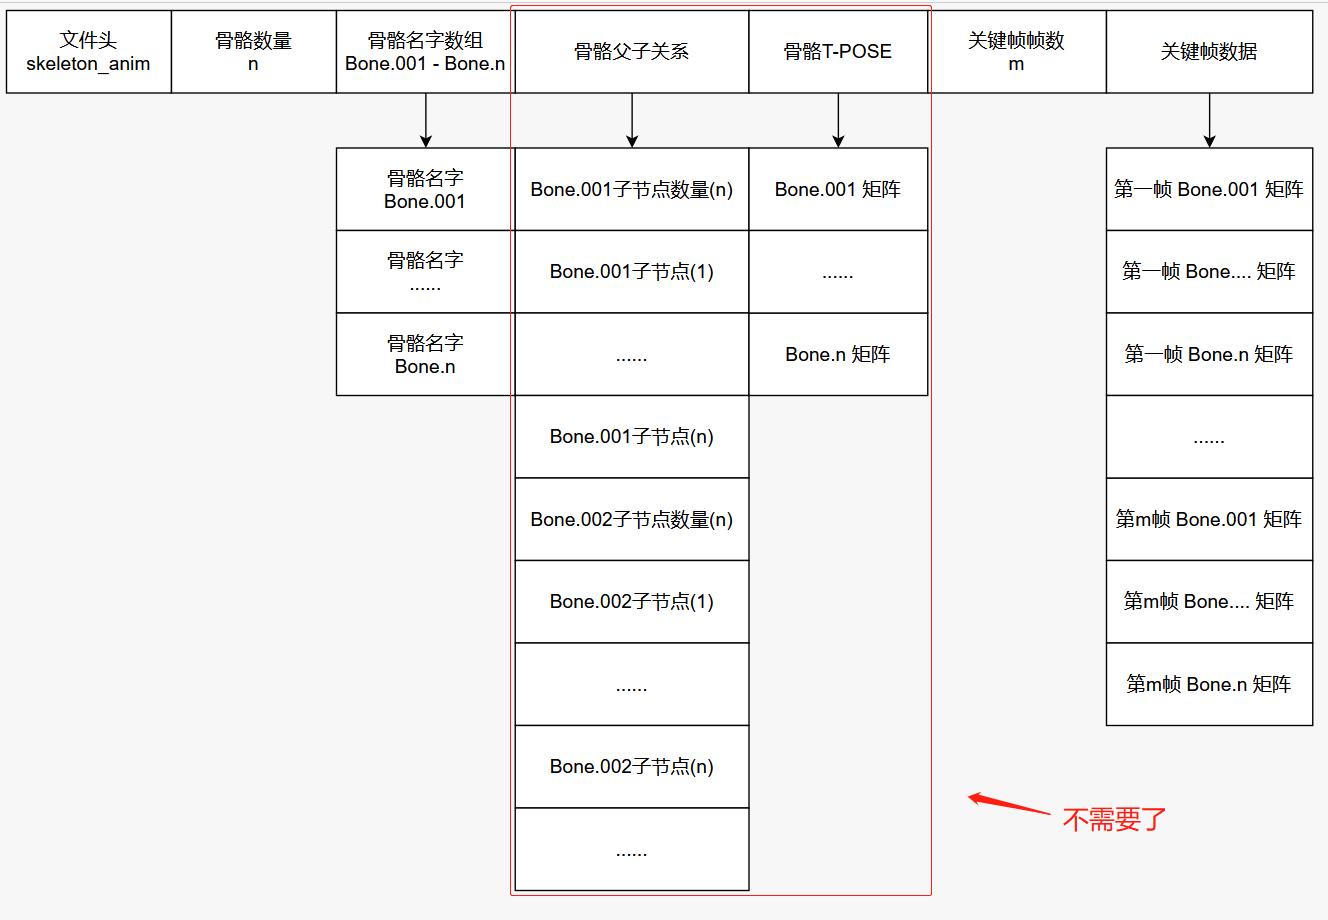 文件头
skeleton_anim
骨骼数量
n
骨骼名字数组
Bone.001 - Bone.n
骨骼父子关系
骨骼T-POSE
关键帧帧数
m
关键帧数据
骨骼名字
Bone.001
Bone.001子节点数量(n)
Bone.001 矩阵
第一帧 Bone.001 矩阵
骨骼名字
......
Bone.001子节点(1)
......
第一帧 Bone.... 矩阵
骨骼名字
Bone.n
......
Bone.n 矩阵
第一帧 Bone.n 矩阵
Bone.001子节点(n)
......
Bone.002子节点数量(n)
第m帧 Bone.001 矩阵
Bone.002子节点(1)
第m帧 Bone.... 矩阵
......
第m帧 Bone.n 矩阵
Bone.002子节点(n)
不需要了
......